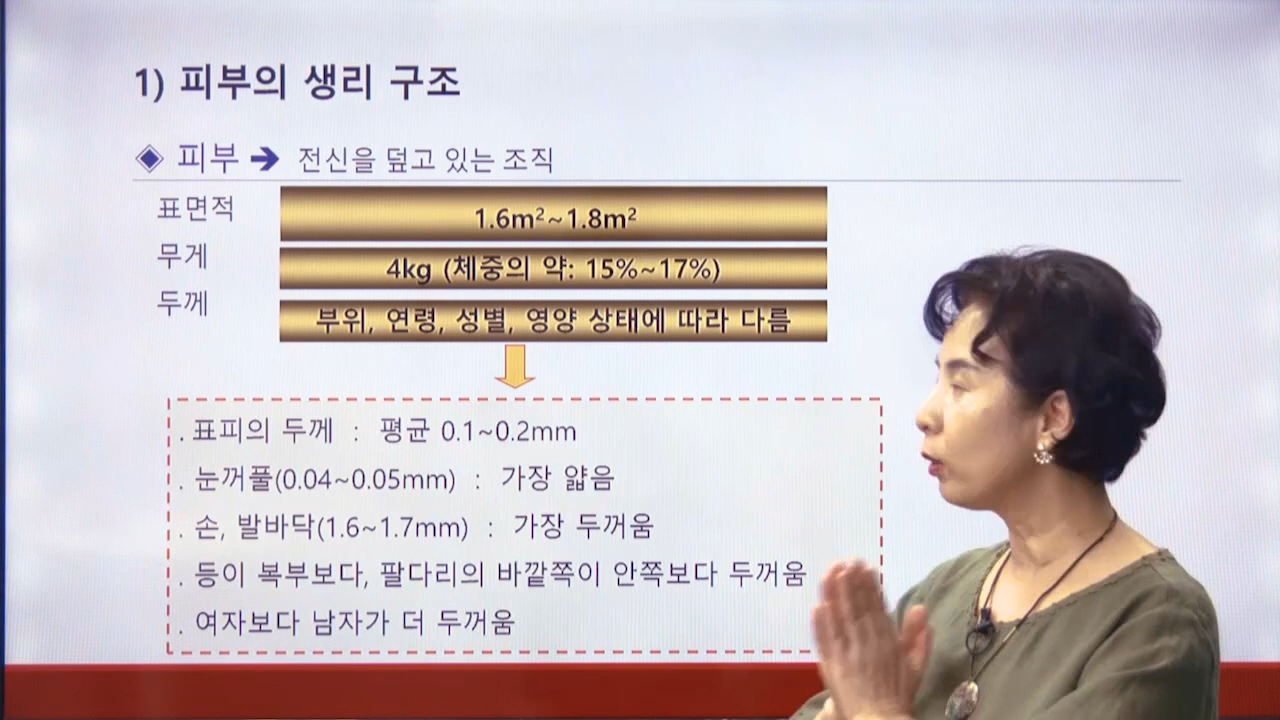 1) 피부의 생리 구조
◈ 피부 ➔ 전신을 덮고 있는 조직
표면적 1.6m²~1.8m²
무게 4kg (체중의 약: 15%~17%)
두께 부위, 연령, 성별, 영양 상태에 따라 다름
. 표피의 두께 : 평균 0.1~0.2mm
. 눈꺼풀(0.04~0.05mm) : 가장 얇음
. 손, 발바닥(1.6~1.7mm) : 가장 두꺼움
. 등이 복부보다, 팔다리의 바깥쪽이 안쪽보다 두꺼움
. 여자보다 남자가 더 두꺼움